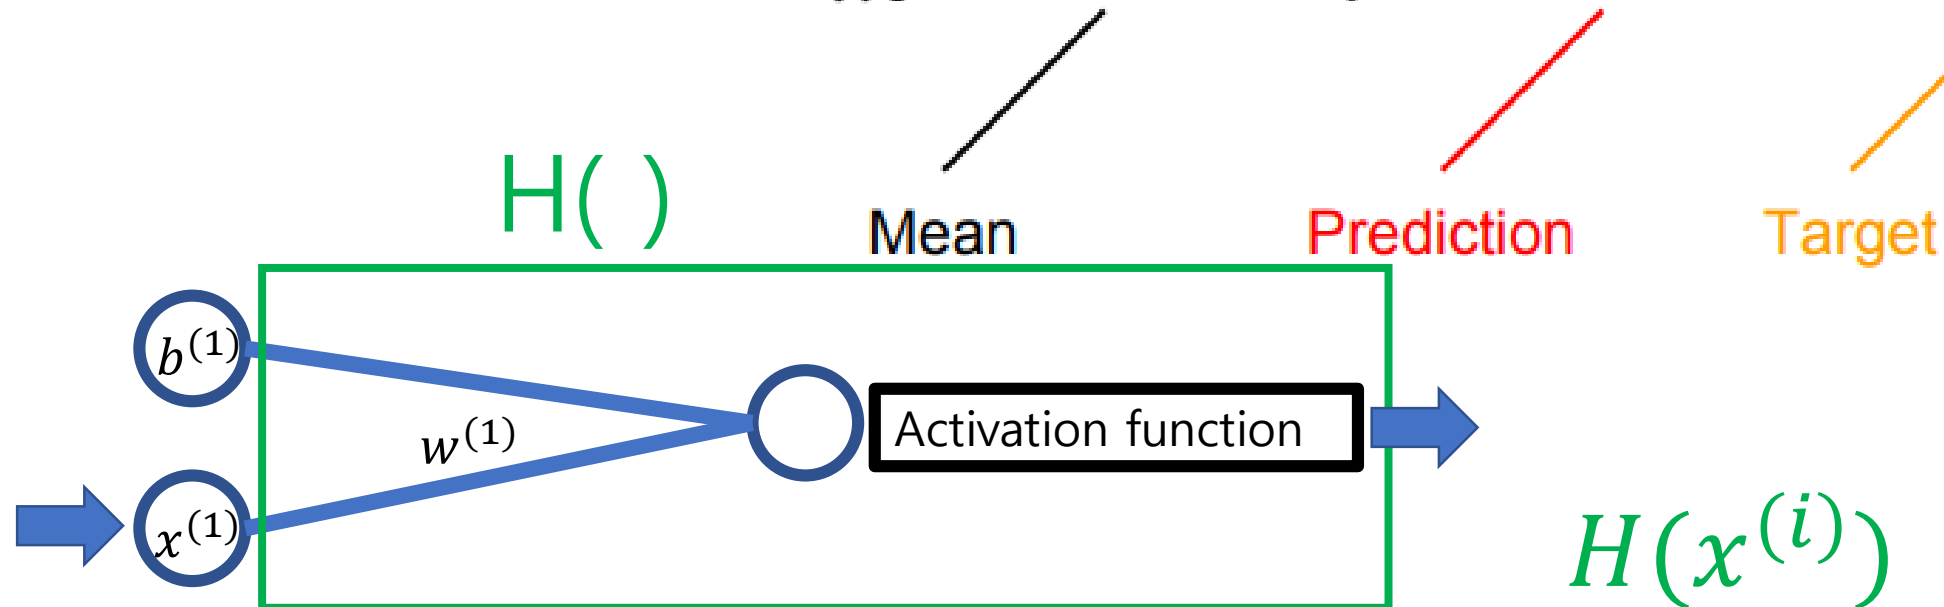 H( )
Mean
Prediction
Target
b^(1)
w^(1)
Activation function
x^(1)
H(x^(i))